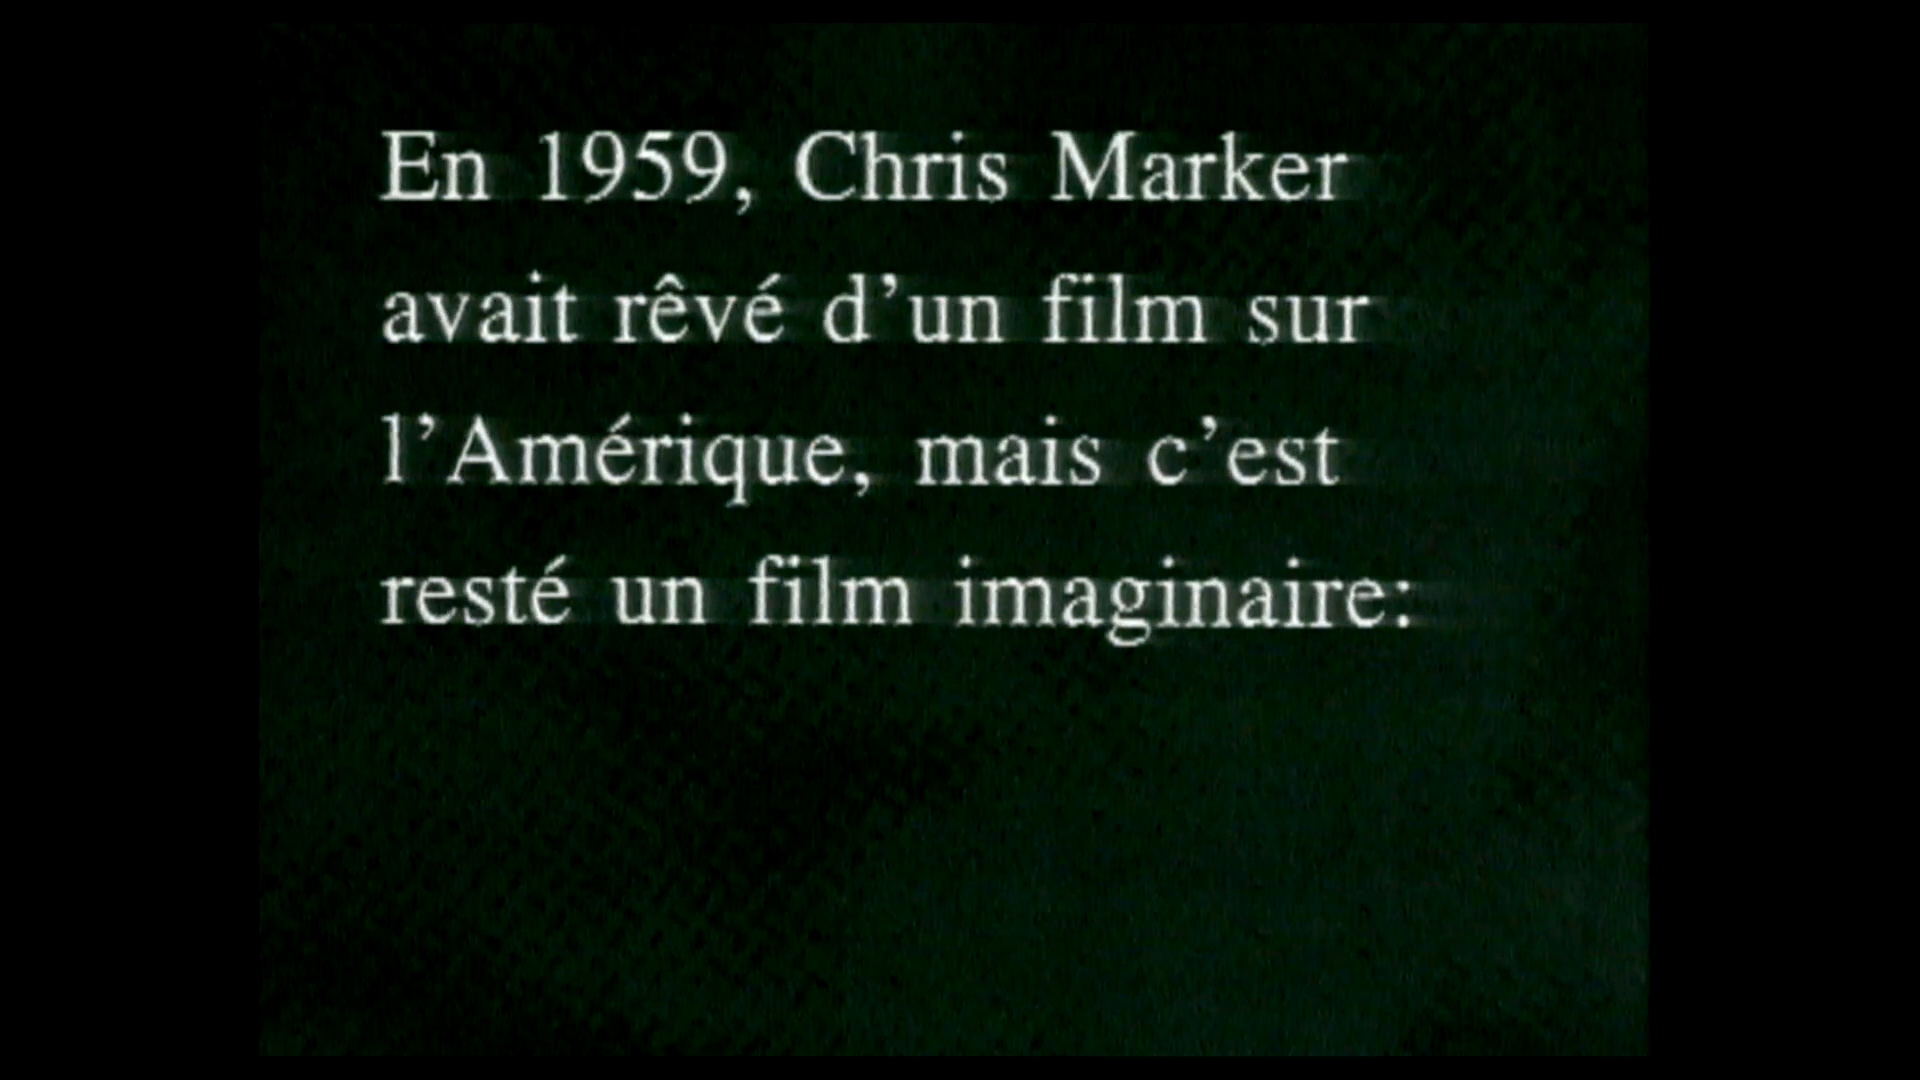 En 1959, Chris Marker
avait rêvé d’un film sur
l’Amérique, mais c’est
resté un film imaginaire: